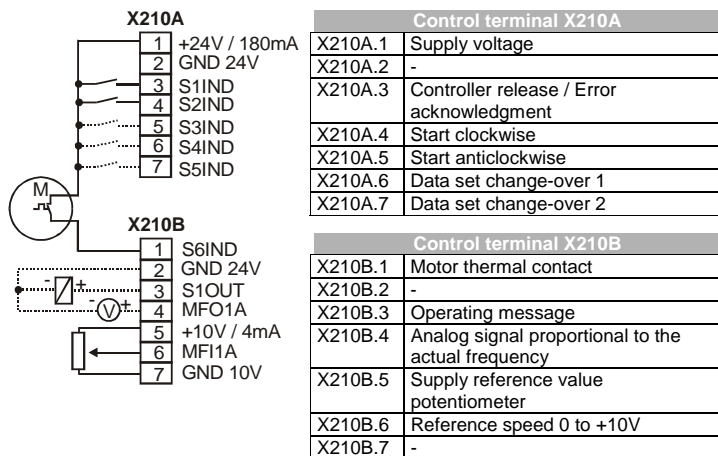 X210A
1 +24V / 180mA
2 GND 24V
3 S1IND
4 S2IND
5 S3IND
6 S4IND
7 S5IND
M
X210B
1 S6IND
2 GND 24V
- + 3 S1OUT
- V + 4 MFO1A
5 +10V / 4mA
6 MFI1A
7 GND 10V
Control terminal X210A
X210A.1 Supply voltage
X210A.2 -
X210A.3 Controller release / Error
acknowledgment
X210A.4 Start clockwise
X210A.5 Start anticlockwise
X210A.6 Data set change-over 1
X210A.7 Data set change-over 2
Control terminal X210B
X210B.1 Motor thermal contact
X210B.2 -
X210B.3 Operating message
X210B.4 Analog signal proportional to the
actual frequency
X210B.5 Supply reference value
potentiometer
X210B.6 Reference speed 0 to +10V
X210B.7 -